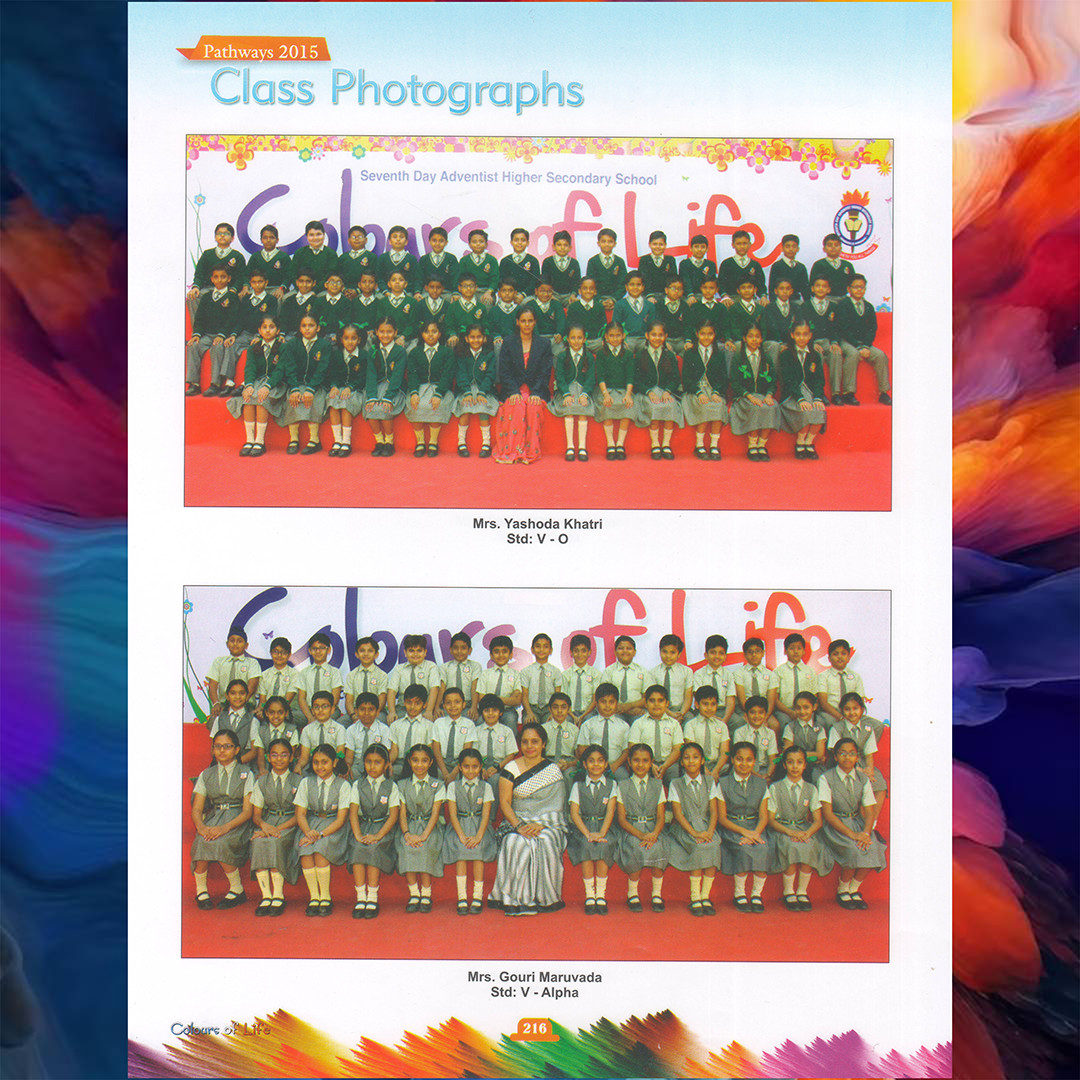 Pathways 2015
Class Photographs
Seventh Day Adventist Higher Secondary School
Colours of Life
Mrs. Yashoda Khatri
Std: V - O
Colours of Life
Mrs. Gouri Maruvada
Std: V - Alpha
Colours of Life
216